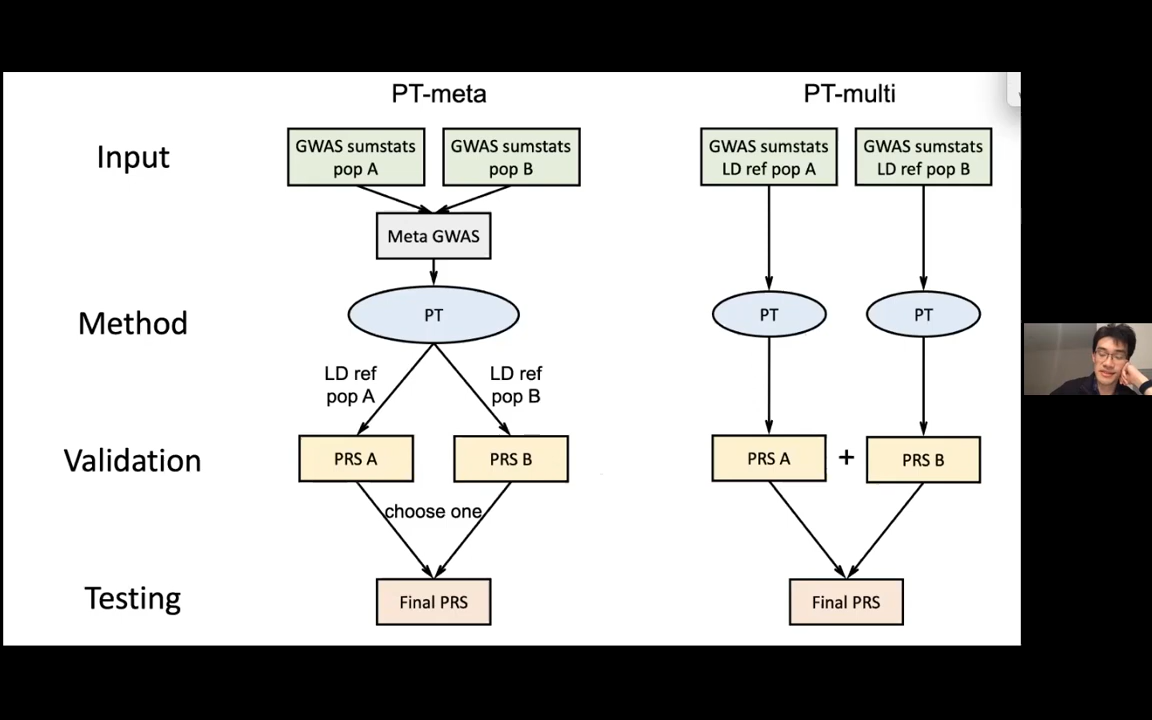 PT-meta
PT-multi
Input
GWAS sumstats
pop A
GWAS sumstats
pop B
GWAS sumstats
LD ref pop A
GWAS sumstats
LD ref pop B
Meta GWAS
Method
PT
PT
PT
LD ref
pop A
LD ref
pop B
Validation
PRS A
PRS B
PRS A
+
PRS B
choose one
Testing
Final PRS
Final PRS